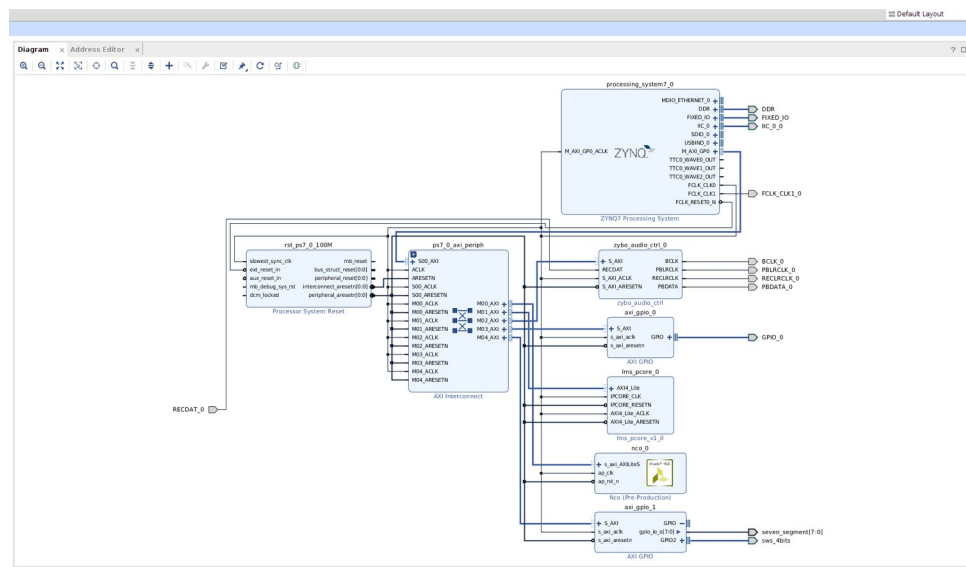 Default Layout
Diagram × Address Editor ×
?
processing_system7_0
MDIO_ETHERNET_0
DDR
FIXED_IO
IIC_0
SDIO_0
USBIND_0
M_AXI_GP0_ACLK
M_AXI_GP0
TTC0_WAVE0_OUT
TTC0_WAVE1_OUT
TTC0_WAVE2_OUT
FCLK_CLK0
FCLK_CLK1
FCLK_RESET0_N
ZYNQ
ZYNQ7 Processing System
DDR
FIXED_IO
IIC_0_0
FCLK_CLK1_0
rst_ps7_0_100M
slowest_sync_clk
ext_reset_in
aux_reset_in
mb_debug_sys_rst
dcm_locked
mb_reset
bus_struct_reset[0:0]
peripheral_reset[0:0]
interconnect_aresetn[0:0]
peripheral_aresetn[0:0]
Processor System Reset
ps7_0_axi_periph
S00_AXI
ACLK
ARESETN
S00_ACLK
S00_ARESETN
M00_ACLK
M00_ARESETN
M01_ACLK
M01_ARESETN
M02_ACLK
M02_ARESETN
M03_ACLK
M03_ARESETN
M04_ACLK
M04_ARESETN
M00_AXI
M01_AXI
M02_AXI
M03_AXI
M04_AXI
AXI Interconnect
zybo_audio_ctrl_0
S_AXI
RECDAT
S_AXI_ACLK
S_AXI_ARESETN
BCLK
PBLRCLK
RECLRCLK
PBDATA
zybo_audio_ctrl
BCLK_0
PBLRCLK_0
RECLRCLK_0
PBDATA_0
axi_gpio_0
S_AXI
s_axi_aclk
s_axi_aresetn
GPIO
AXI GPIO
GPIO_0
lms_pcore_0
AXI4_Lite
IPCORE_CLK
IPCORE_RESETN
AXI4_Lite_ACLK
AXI4_Lite_ARESETN
lms_pcore_v1_0
RECDAT_0
nco_0
s_axi_AXILiteS
ap_clk
ap_rst_n
Nco (Pre-Production)
axi_gpio_1
S_AXI
s_axi_aclk
s_axi_aresetn
GPIO
gpio_io_o[7:0]
GPIO2
AXI GPIO
seven_segment[7:0]
sws_4bits